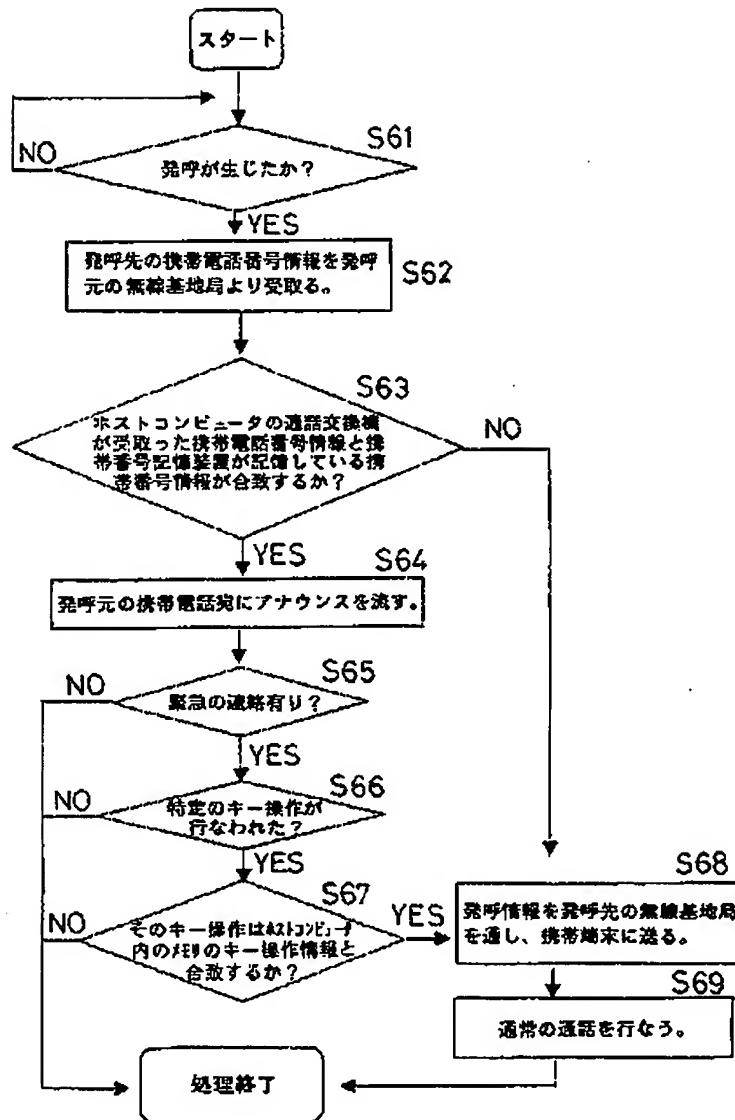 スタート
S61
NO
発呼が生じたか？
YES
発呼先の携帯電話番号情報を発呼
元の無線基地局より受取る。
S62
S63
ホストコンピュータの通話交換機
が受取った携帯電話番号情報と携
帯番号記憶装置が記憶している携
帯番号情報が合致するか？
NO
YES
S64
発呼元の携帯電話宛にアナウンスを流す。
S65
NO
緊急の連絡有り？
YES
S66
NO
特定のキー操作が
行なわれた？
YES
S67
NO
そのキー操作はホストコンピュータ
内のメモリのキー操作情報と
合致するか？
YES
S68
発呼情報を発呼先の無線基地局
を通し、携帯端末に送る。
S69
通常の通話を行なう。
処理終了